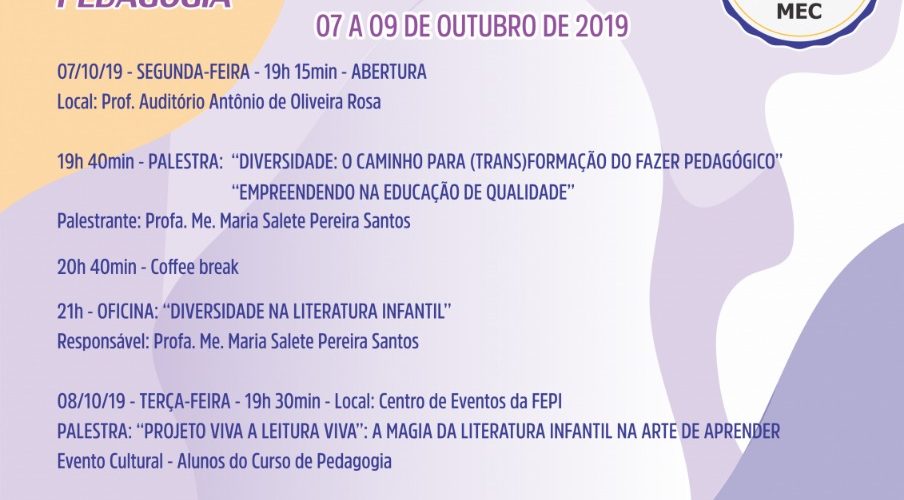 PEDAGOGIA
MEC
07 A 09 DE OUTUBRO DE 2019
07/10/19 - SEGUNDA-FEIRA - 19h 15min - ABERTURA
Local: Prof. Auditório Antônio de Oliveira Rosa
19h 40min - PALESTRA: “DIVERSIDADE: O CAMINHO PARA (TRANS)FORMAÇÃO DO FAZER PEDAGÓGICO”
“EMPREENDENDO NA EDUCAÇÃO DE QUALIDADE”
Palestrante: Profa. Me. Maria Salete Pereira Santos
20h 40min - Coffee break
21h - OFICINA: “DIVERSIDADE NA LITERATURA INFANTIL”
Responsável: Profa. Me. Maria Salete Pereira Santos
08/10/19 - TERÇA-FEIRA - 19h 30min - Local: Centro de Eventos da FEPI
PALESTRA: “PROJETO VIVA A LEITURA VIVA”: A MAGIA DA LITERATURA INFANTIL NA ARTE DE APRENDER
Evento Cultural - Alunos do Curso de Pedagogia